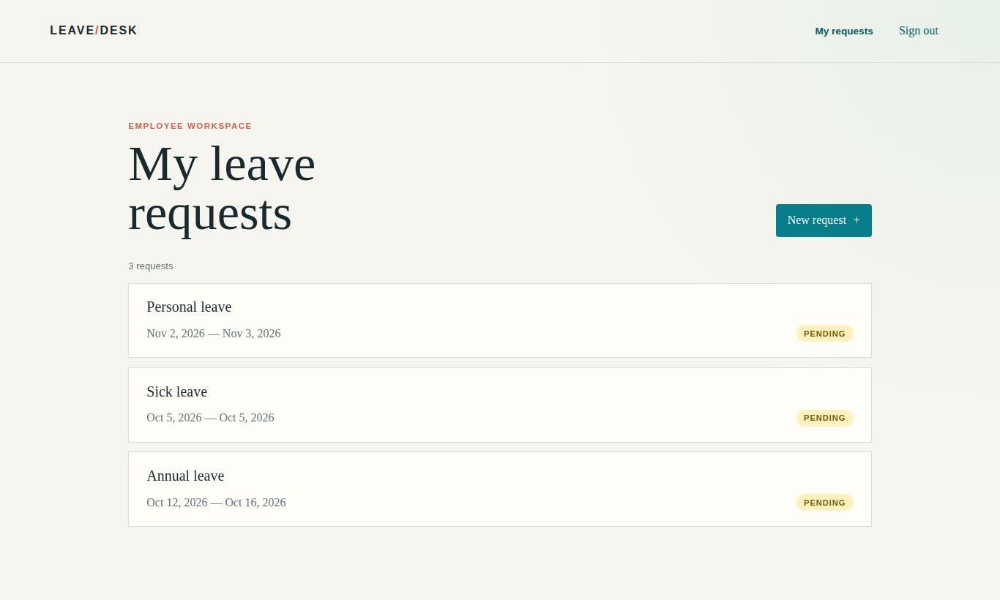 LEAVE/DESK
My requests
Sign out
EMPLOYEE WORKSPACE
My leave
requests
New request +
3 requests
Personal leave
Nov 2, 2026 — Nov 3, 2026
PENDING
Sick leave
Oct 5, 2026 — Oct 5, 2026
PENDING
Annual leave
Oct 12, 2026 — Oct 16, 2026
PENDING